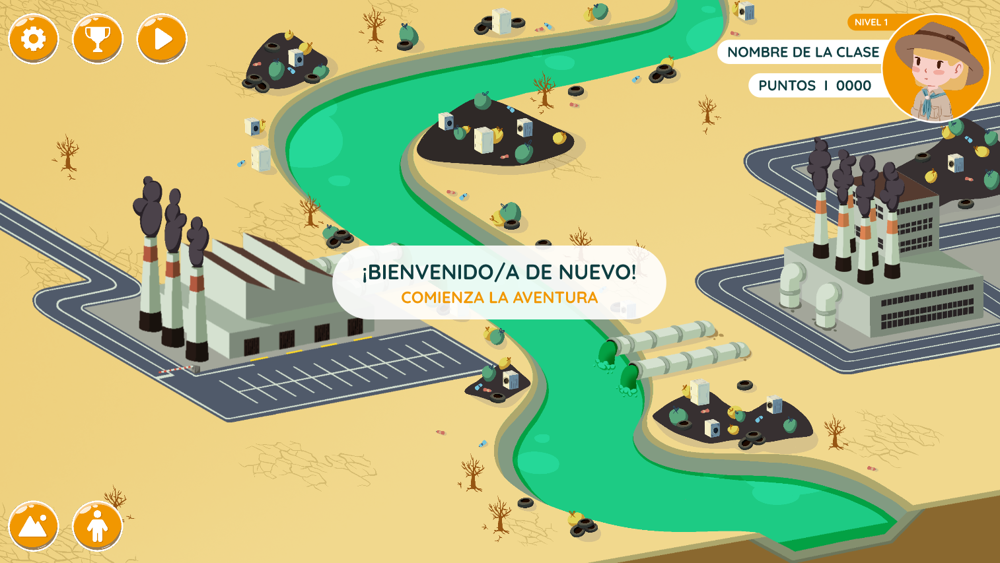 NIVEL 1
NOMBRE DE LA CLASE
PUNTOS I 0000
¡BIENVENIDO/A DE NUEVO!
COMIENZA LA AVENTURA